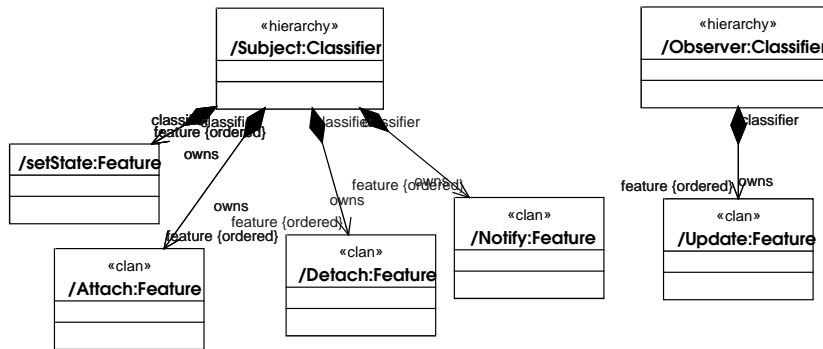 «hierarchy»
/Subject:Classifier
«hierarchy»
/Observer:Classifier
classifier
classifier
classifier
classifier
classifier
feature {ordered}
owns
/setState:Feature
owns
feature {ordered}
owns
feature {ordered}
owns
feature {ordered}
owns
feature {ordered}
«clan»
/Attach:Feature
«clan»
/Detach:Feature
«clan»
/Notify:Feature
«clan»
/Update:Feature